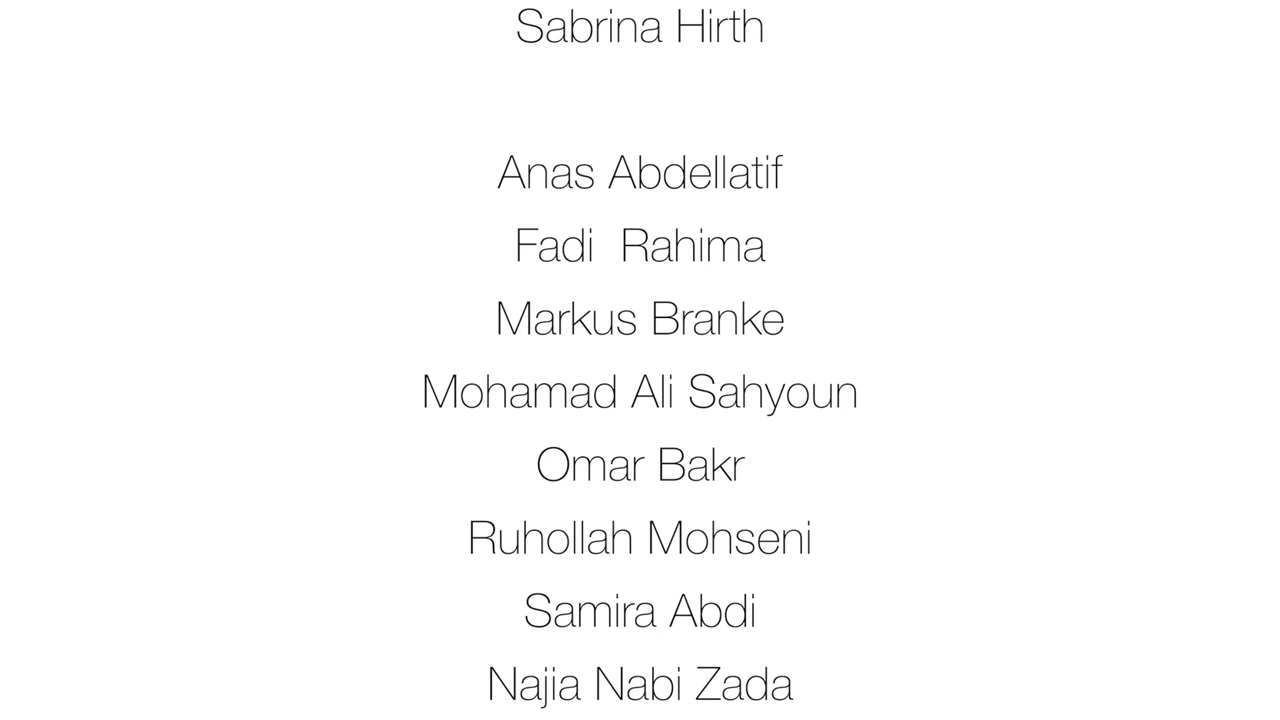 Sabrina Hirth
Anas Abdellatif
Fadi  Rahima
Markus Branke
Mohamad Ali Sahyoun
Omar Bakr
Ruhollah Mohseni
Samira Abdi
Najia Nabi Zada